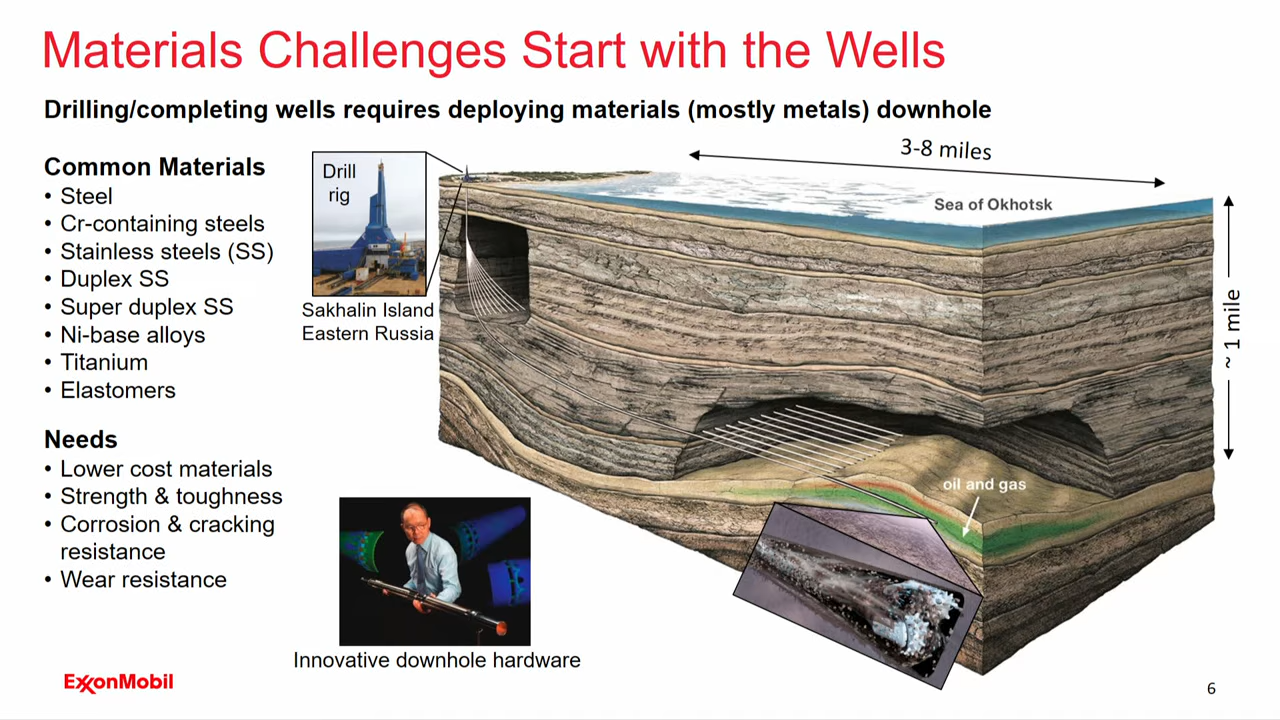 Materials Challenges Start with the Wells
Drilling/completing wells requires deploying materials (mostly metals) downhole
Common Materials
• Steel
• Cr-containing steels
• Stainless steels (SS)
• Duplex SS
• Super duplex SS
• Ni-base alloys
• Titanium
• Elastomers
Needs
• Lower cost materials
• Strength & toughness
• Corrosion & cracking
resistance
• Wear resistance
Drill
rig
Sakhalin Island
Eastern Russia
3-8 miles
Sea of Okhotsk
~ 1 mile
oil and gas
Innovative downhole hardware
ExxonMobil
6